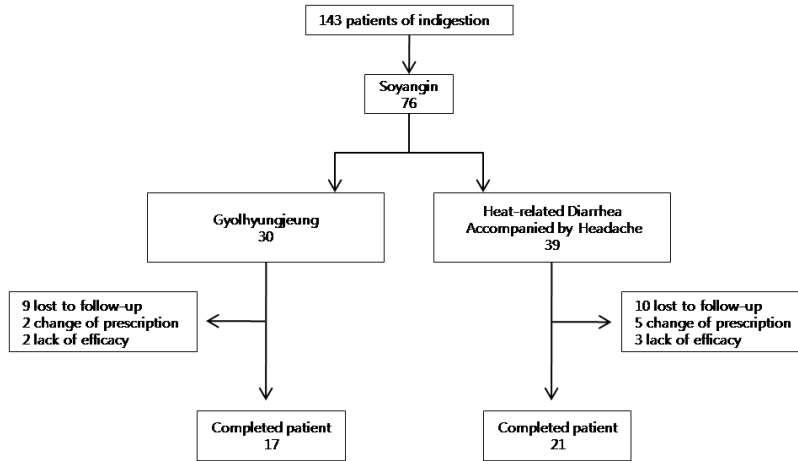 143 patients of indigestion
Soyangin
76
Gyolhyungjeung
30
Heat-related Diarrhea
Accompanied by Headache
39
9 lost to follow-up
2 change of prescription
2 lack of efficacy
10 lost to follow-up
5 change of prescription
3 lack of efficacy
Completed patient
17
Completed patient
21